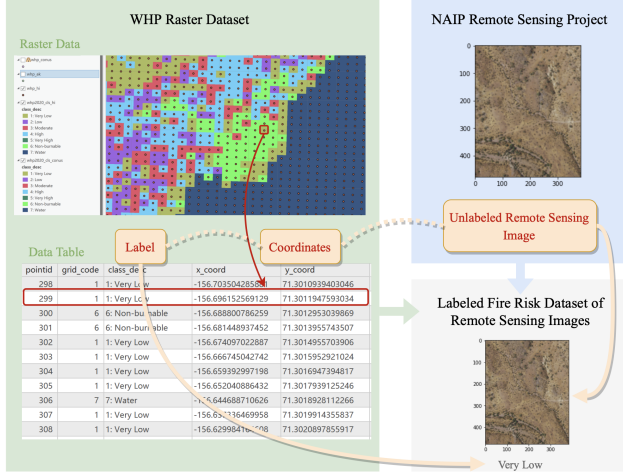 WHP Raster Dataset
NAIP Remote Sensing Project
Raster Data
whp_conus
whp_ak
whp_hi
whp2020_cls_hi
class_desc
1: Very Low
2: Low
3: Moderate
4: High
5: Very High
6: Non-burnable
7: Water
whp2020_cls_conus
class_desc
1: Very Low
2: Low
3: Moderate
4: High
5: Very High
6: Non-burnable
7: Water
0
100
200
300
400
0 100 200 300
Unlabeled Remote Sensing
Image
Data Table
Label
Coordinates
pointid grid_code class_desc x_coord y_coord
298 1 1: Very Low 71.3010939403046
299 1 1: Very Low -156.696152569129 71.3011947593034
300 6 6: Non-burnable -156.688800786259 71.3012953039869
301 6 6: Non-burnable -156.681448937452 71.3013955743507
302 1 1: Very Low -156.674097022887 71.3014955703906
303 1 1: Very Low -156.666745042742 71.3015952921024
304 1 1: Very Low -156.659392997198 71.3016947394817
305 1 1: Very Low -156.652040886432 71.3017939125246
306 7 7: Water 71.3018928112266
307 1 1: Very Low 71.3019914355837
308 1 1: Very Low 71.3020897855917
Labeled Fire Risk Dataset of
Remote Sensing Images
0
100
200
300
400
0 100 200 300
Very Low